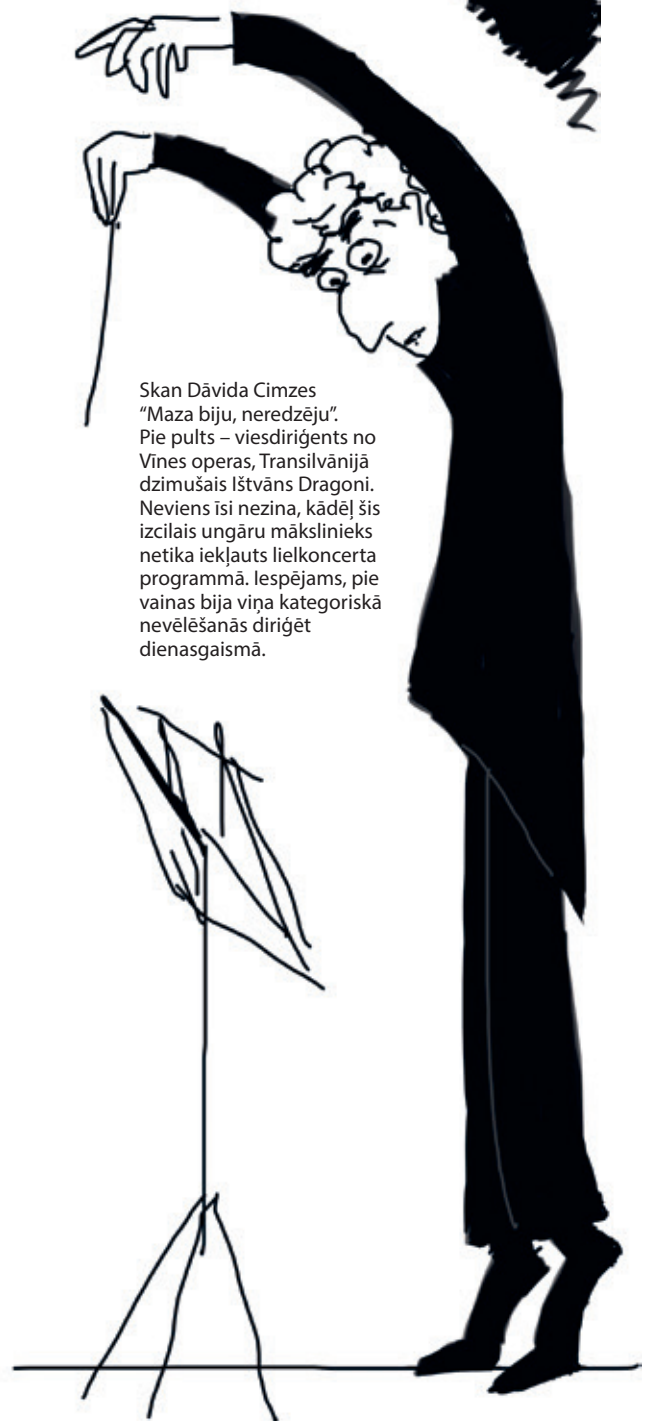 Skan Dāvida Cimzes
“Maza biju, neredzēju”.
Pie pults – viesdiriģents no
Vīnes operas, Transilvānijā
dzimušais Ištvāns Dragoni.
Neviens īsi nezina, kādēļ šis
izcilais ungāru mākslinieks
netika iekļauts lielkoncerta
programmā. Iespējams, pie
vainas bija viņa kategoriskā
nevēlēšanās diriģēt
dienasgaismā.